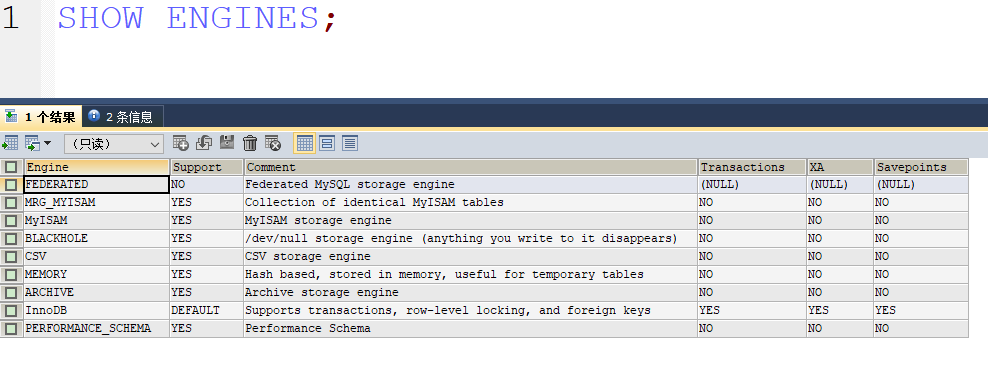 1 SHOW ENGINES;
1 个结果 2 条信息
（只读）
Engine Support Comment Transactions XA Savepoints
FEDERATED NO Federated MySQL storage engine (NULL) (NULL) (NULL)
MRG_MYISAM YES Collection of identical MyISAM tables NO NO NO
MyISAM YES MyISAM storage engine NO NO NO
BLACKHOLE YES /dev/null storage engine (anything you write to it disappears) NO NO NO
CSV YES CSV storage engine NO NO NO
MEMORY YES Hash based, stored in memory, useful for temporary tables NO NO NO
ARCHIVE YES Archive storage engine NO NO NO
InnoDB DEFAULT Supports transactions, row-level locking, and foreign keys YES YES YES
PERFORMANCE_SCHEMA YES Performance Schema NO NO NO